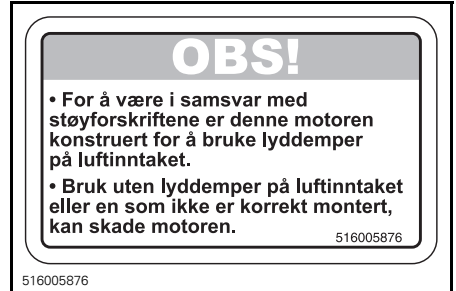 OBS!
• For å være i samsvar med
støyforskriftene er denne motoren
konstruert for å bruke lyddemper
på luftinntaket.
• Bruk uten lyddemper på luftinntaket
eller en som ikke er korrekt montert,
kan skade motoren.
516005876
516005876